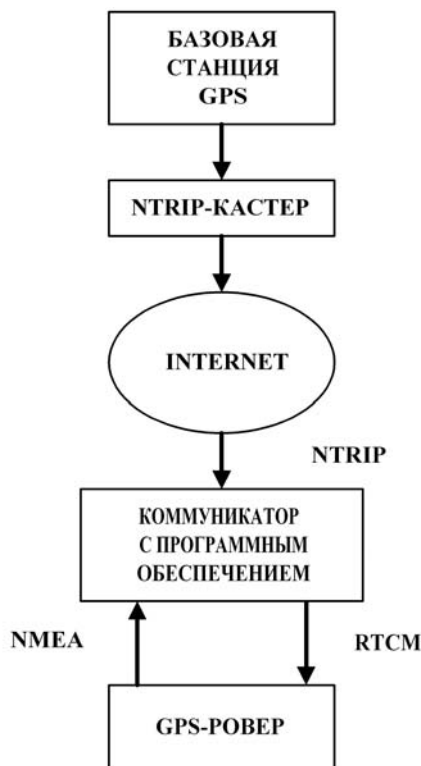 БАЗОВАЯ
СТАНЦИЯ
GPS
NTRIP-КАСТЕР
INTERNET
NTRIP
КОММУНИКАТОР
С ПРОГРАММНЫМ
ОБЕСПЕЧЕНИЕМ
NMEA
RTCM
GPS-РОВЕР